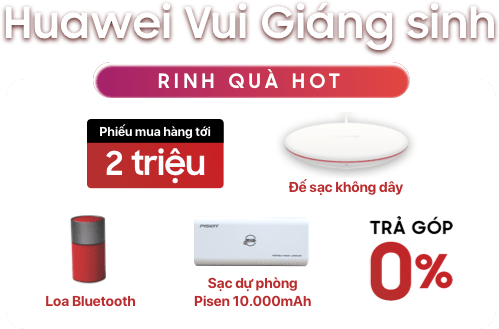 Huawei Vui Giáng sinh
RINH QUÀ HOT
Phiếu mua hàng tới
2 triệu
Đế sạc không dây
PISEN
Loa Bluetooth
Sạc dự phòng
Pisen 10.000mAh
TRẢ GÓP
0%